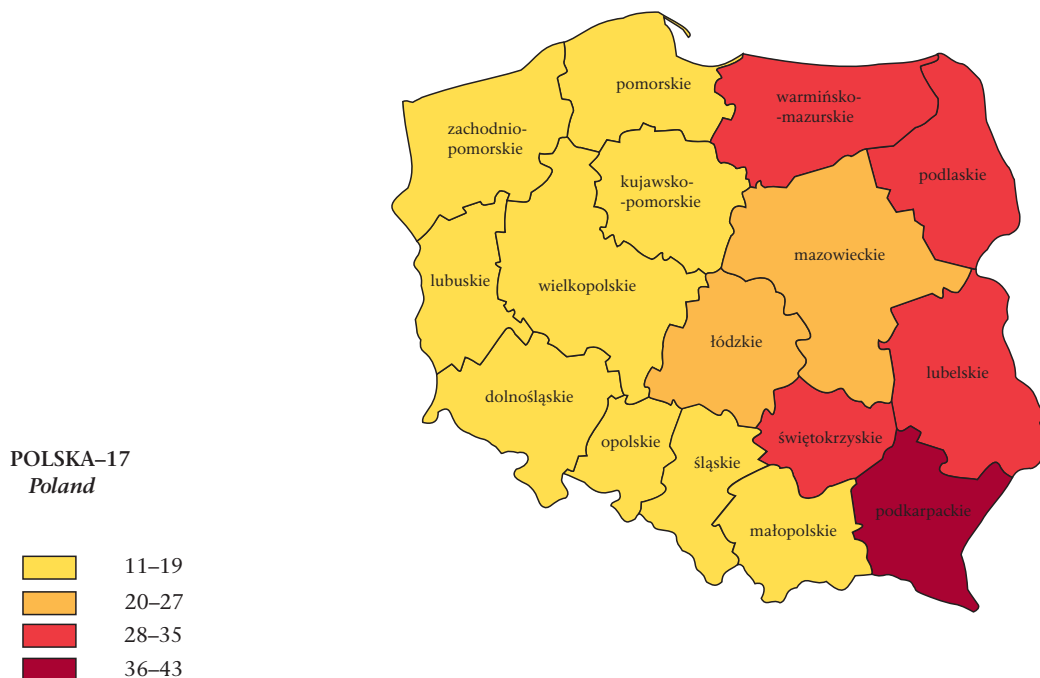 pomorskie
warmińsko-
-mazurskie
zachodnio-
pomorskie
podlaskie
kujawsko-
-pomorskie
mazowieckie
lubuskie
wielkopolskie
łódzkie
lubelskie
dolnośląskie
świętokrzyskie
opolskie
śląskie
podkarpackie
małopolskie
POLSKA–17
Poland
11–19
20–27
28–35
36–43